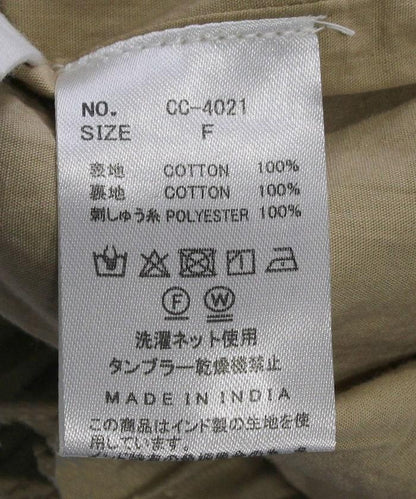 NO. CC-4021
SIZE F
表地 COTTON 100%
裏地 COTTON 100%
刺しゅう糸 POLYESTER 100%
F W
洗濯ネット使用
タンブラー乾燥機禁止
MADE IN INDIA
この商品はインド製の生地を使
用しています。